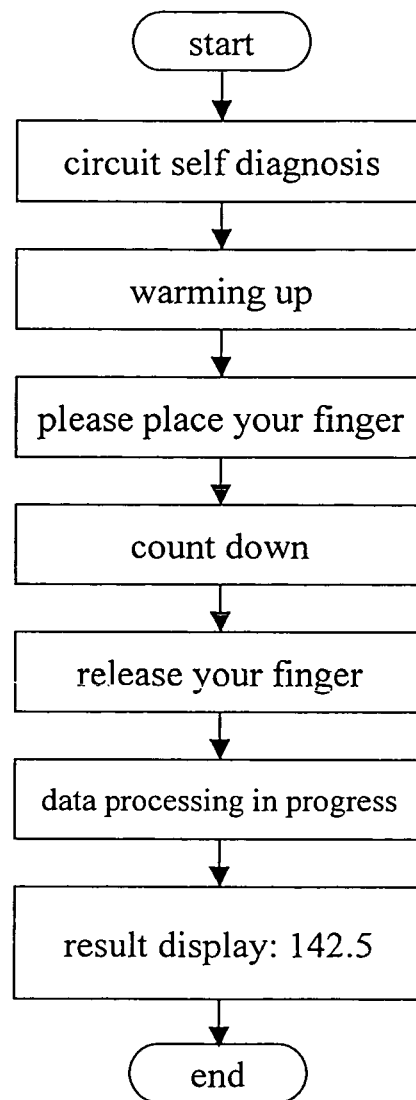 start
circuit self diagnosis
warming up
please place your finger
count down
release your finger
data processing in progress
result display: 142.5
end